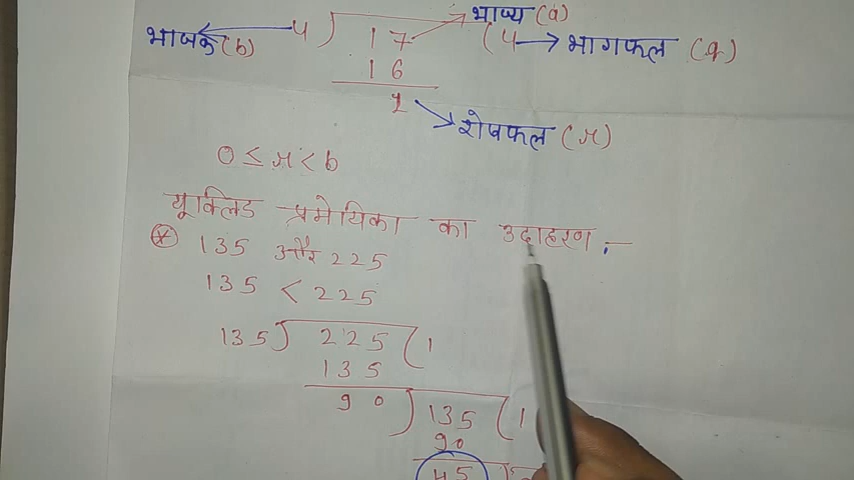 भाजक (b) ← 4 ) 17 ( 4 → भागफल (q)
भाज्य (a)
16
1
शेषफल (r)
0 ≤ r < b
यूक्लिड प्रमेयिका का उदाहरण :—
* 135 और 225
135 < 225
135 ) 225 ( 1
135
90 ) 135 ( 1
90
45